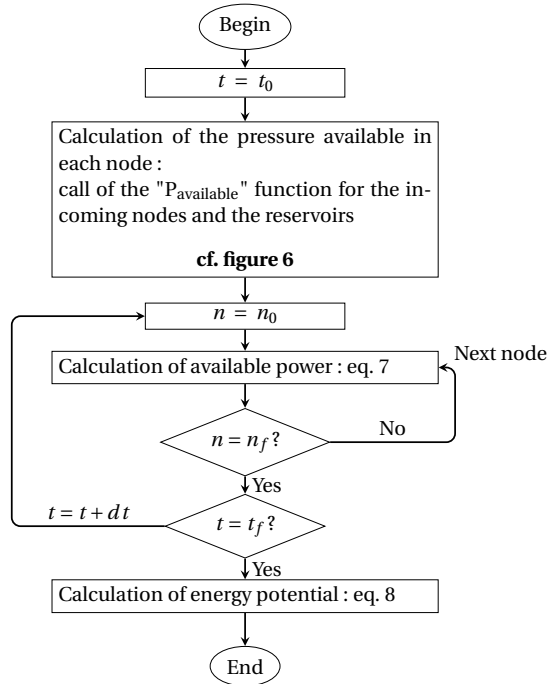 Begin
t = t0
Calculation of the pressure available in
each node :
call of the "Pavailable" function for the in-
coming nodes and the reservoirs
cf. figure 6
n = n0
Calculation of available power : eq. 7
Next node
n = nf ?
No
Yes
t = t + dt
t = tf ?
Yes
Calculation of energy potential : eq. 8
End